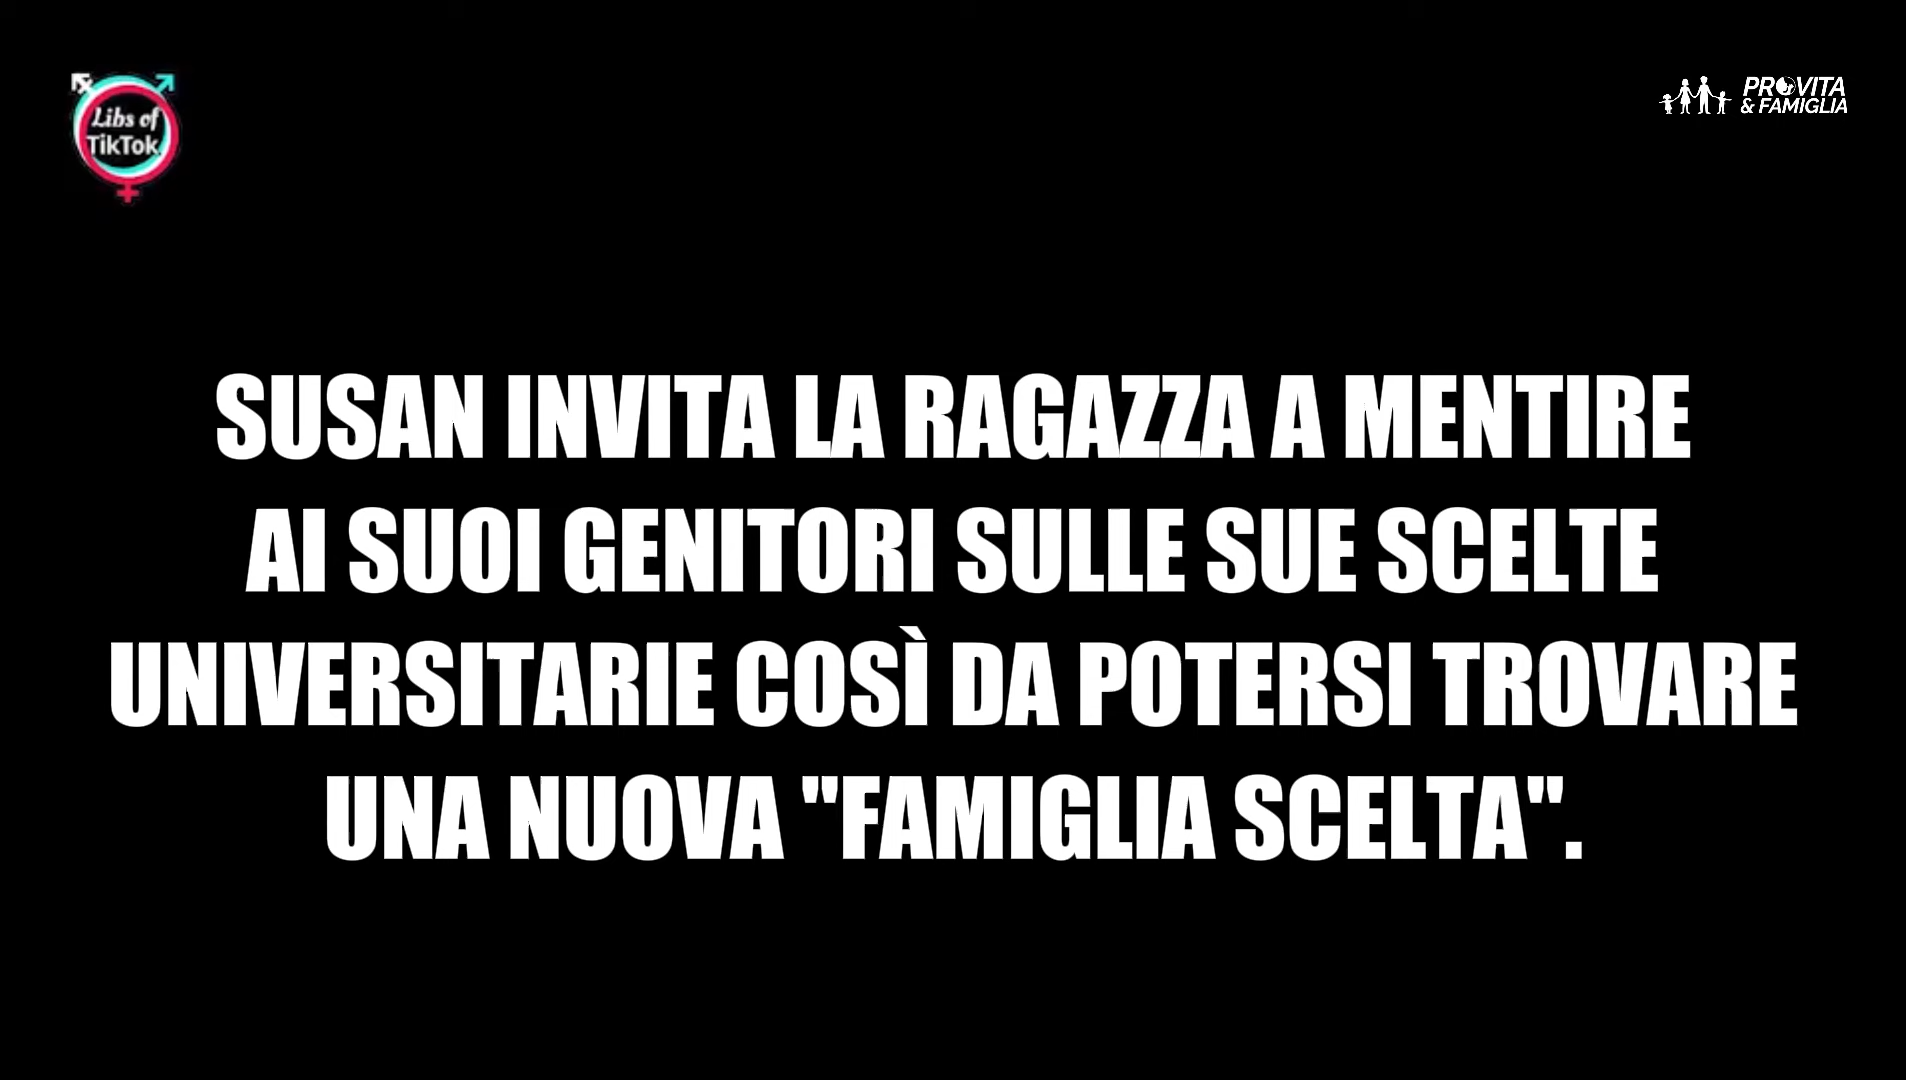 Libs of
TikTok
PROVITA
& FAMIGLIA
SUSAN INVITA LA RAGAZZA A MENTIRE
AI SUOI GENITORI SULLE SUE SCELTE
UNIVERSITARIE COSÌ DA POTERSI TROVARE
UNA NUOVA "FAMIGLIA SCELTA".